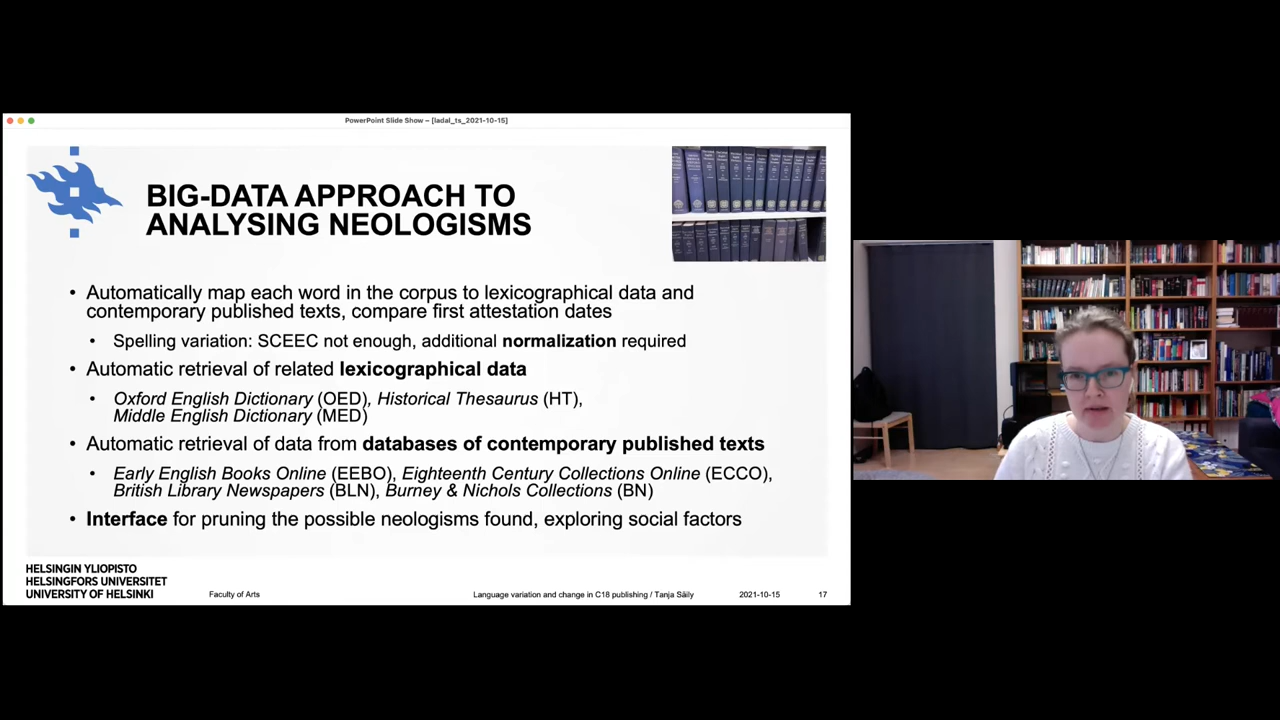 PowerPoint Slide Show – [ladal_ts_2021-10-15]
BIG-DATA APPROACH TO
ANALYSING NEOLOGISMS
• Automatically map each word in the corpus to lexicographical data and
contemporary published texts, compare first attestation dates
• Spelling variation: SCEEC not enough, additional normalization required
• Automatic retrieval of related lexicographical data
• Oxford English Dictionary (OED), Historical Thesaurus (HT),
Middle English Dictionary (MED)
• Automatic retrieval of data from databases of contemporary published texts
• Early English Books Online (EEBO), Eighteenth Century Collections Online (ECCO),
British Library Newspapers (BLN), Burney & Nichols Collections (BN)
• Interface for pruning the possible neologisms found, exploring social factors
HELSINGIN YLIOPISTO
HELSINGFORS UNIVERSITET
UNIVERSITY OF HELSINKI
Faculty of Arts
Language variation and change in C18 publishing / Tanja Säily
2021-10-15
17